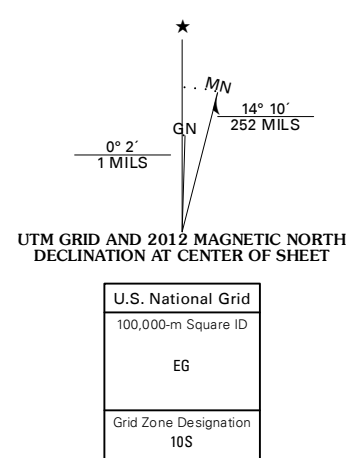 ★
MN
GN
14° 10´
252 MILS
0° 2´
1 MILS
UTM GRID AND 2012 MAGNETIC NORTH
DECLINATION AT CENTER OF SHEET
U.S. National Grid
100,000-m Square ID
EG
Grid Zone Designation
10S